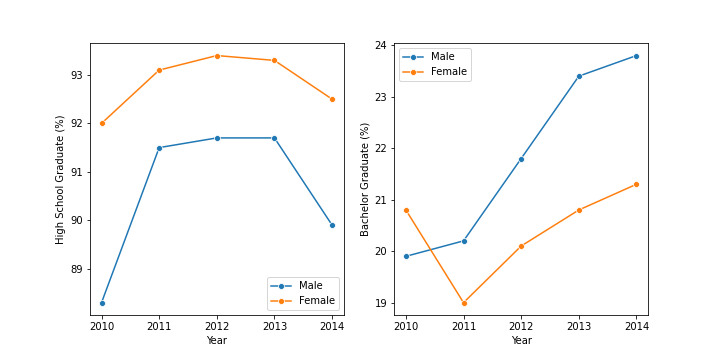 High School Graduate (%)
93
92
91
90
89
Male
Female
2010 2011 2012 2013 2014
Year
Bachelor Graduate (%)
24
23
22
21
20
19
Male
Female
2010 2011 2012 2013 2014
Year